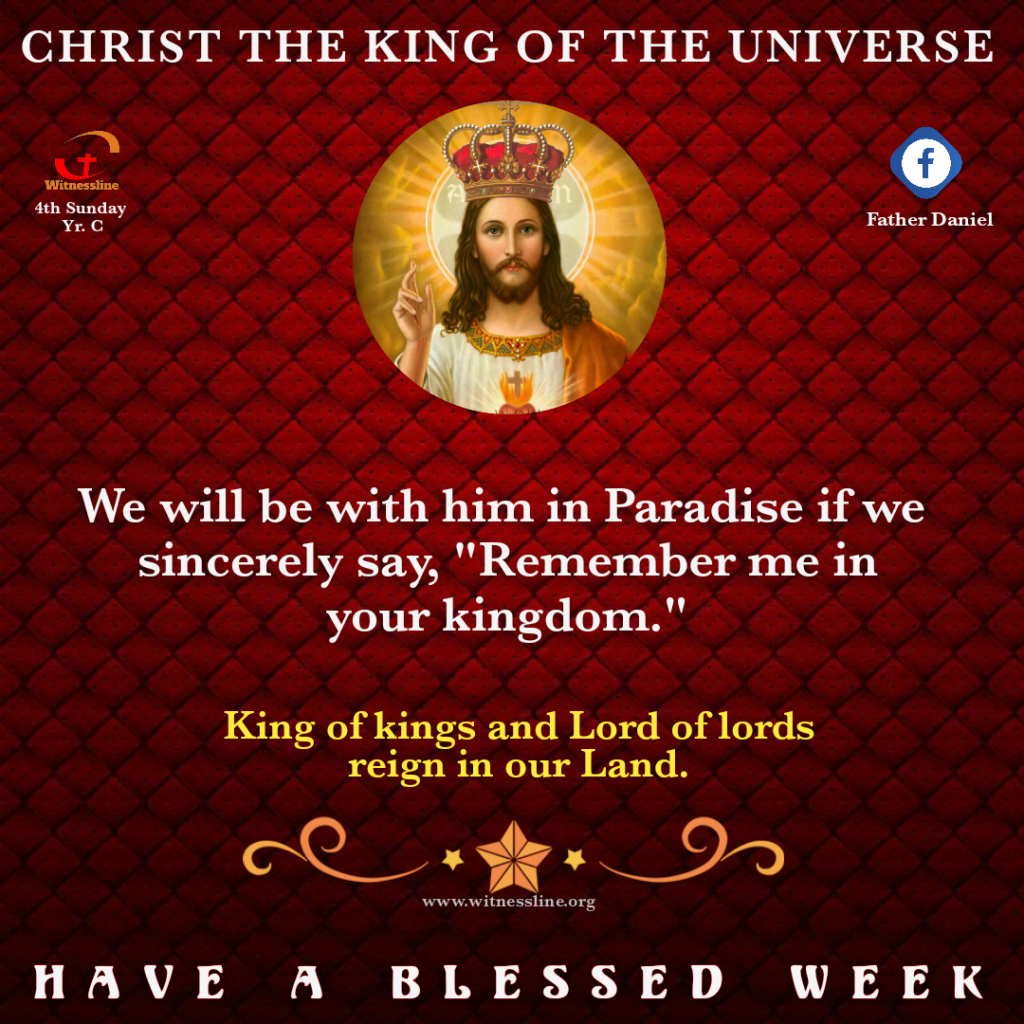 CHRIST THE KING OF THE UNIVERSE
Witnessline
4th Sunday
Yr. C
f
Father Daniel
We will be with him in Paradise if we
sincerely say, "Remember me in
your kingdom."
King of kings and Lord of lords
reign in our Land.
www.witnessline.org
HAVE A BLESSED WEEK